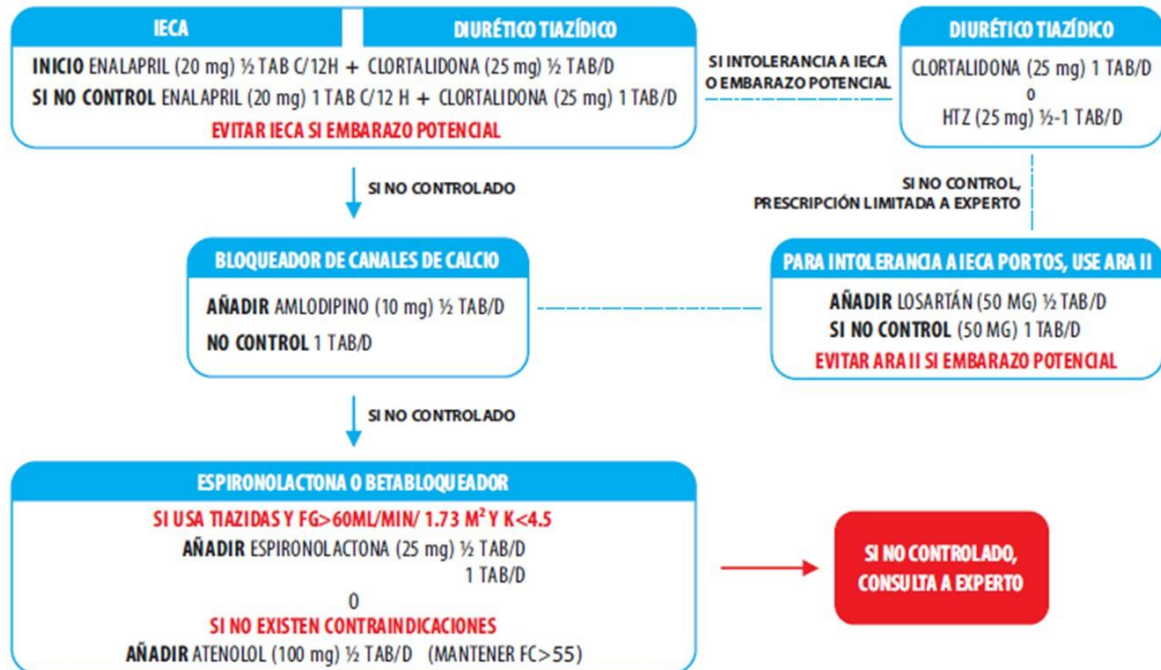 IECA
DIURÉTICO TIAZÍDICO
INICIO ENALAPRIL (20 mg) ½ TAB C/12H + CLORTALIDONA (25 mg) ½ TAB/D
SI NO CONTROL ENALAPRIL (20 mg) 1 TAB C/12 H + CLORTALIDONA (25 mg) 1 TAB/D
EVITAR IECA SI EMBARAZO POTENCIAL
SI INTOLERANCIA A IECA
O EMBARAZO POTENCIAL
DIURÉTICO TIAZÍDICO
CLORTALIDONA (25 mg) 1 TAB/D
O
HTZ (25 mg) ½-1 TAB/D
SI NO CONTROLADO
SI NO CONTROL,
PRESCRIPCIÓN LIMITADA A EXPERTO
BLOQUEADOR DE CANALES DE CALCIO
AÑADIR AMLODIPINO (10 mg) ½ TAB/D
NO CONTROL 1 TAB/D
PARA INTOLERANCIA A IECA POR TOS, USE ARA II
AÑADIR LOSARTÁN (50 MG) ½ TAB/D
SI NO CONTROL (50 MG) 1 TAB/D
EVITAR ARA II SI EMBARAZO POTENCIAL
SI NO CONTROLADO
ESPIRONOLACTONA O BETABLOQUEADOR
SI USA TIAZIDAS Y FG>60ML/MIN/ 1.73 M² Y K<4.5
AÑADIR ESPIRONOLACTONA (25 mg) ½ TAB/D
1 TAB/D
O
SI NO EXISTEN CONTRAINDICACIONES
AÑADIR ATENOLOL (100 mg) ½ TAB/D (MANTENER FC>55)
SI NO CONTROLADO,
CONSULTA A EXPERTO